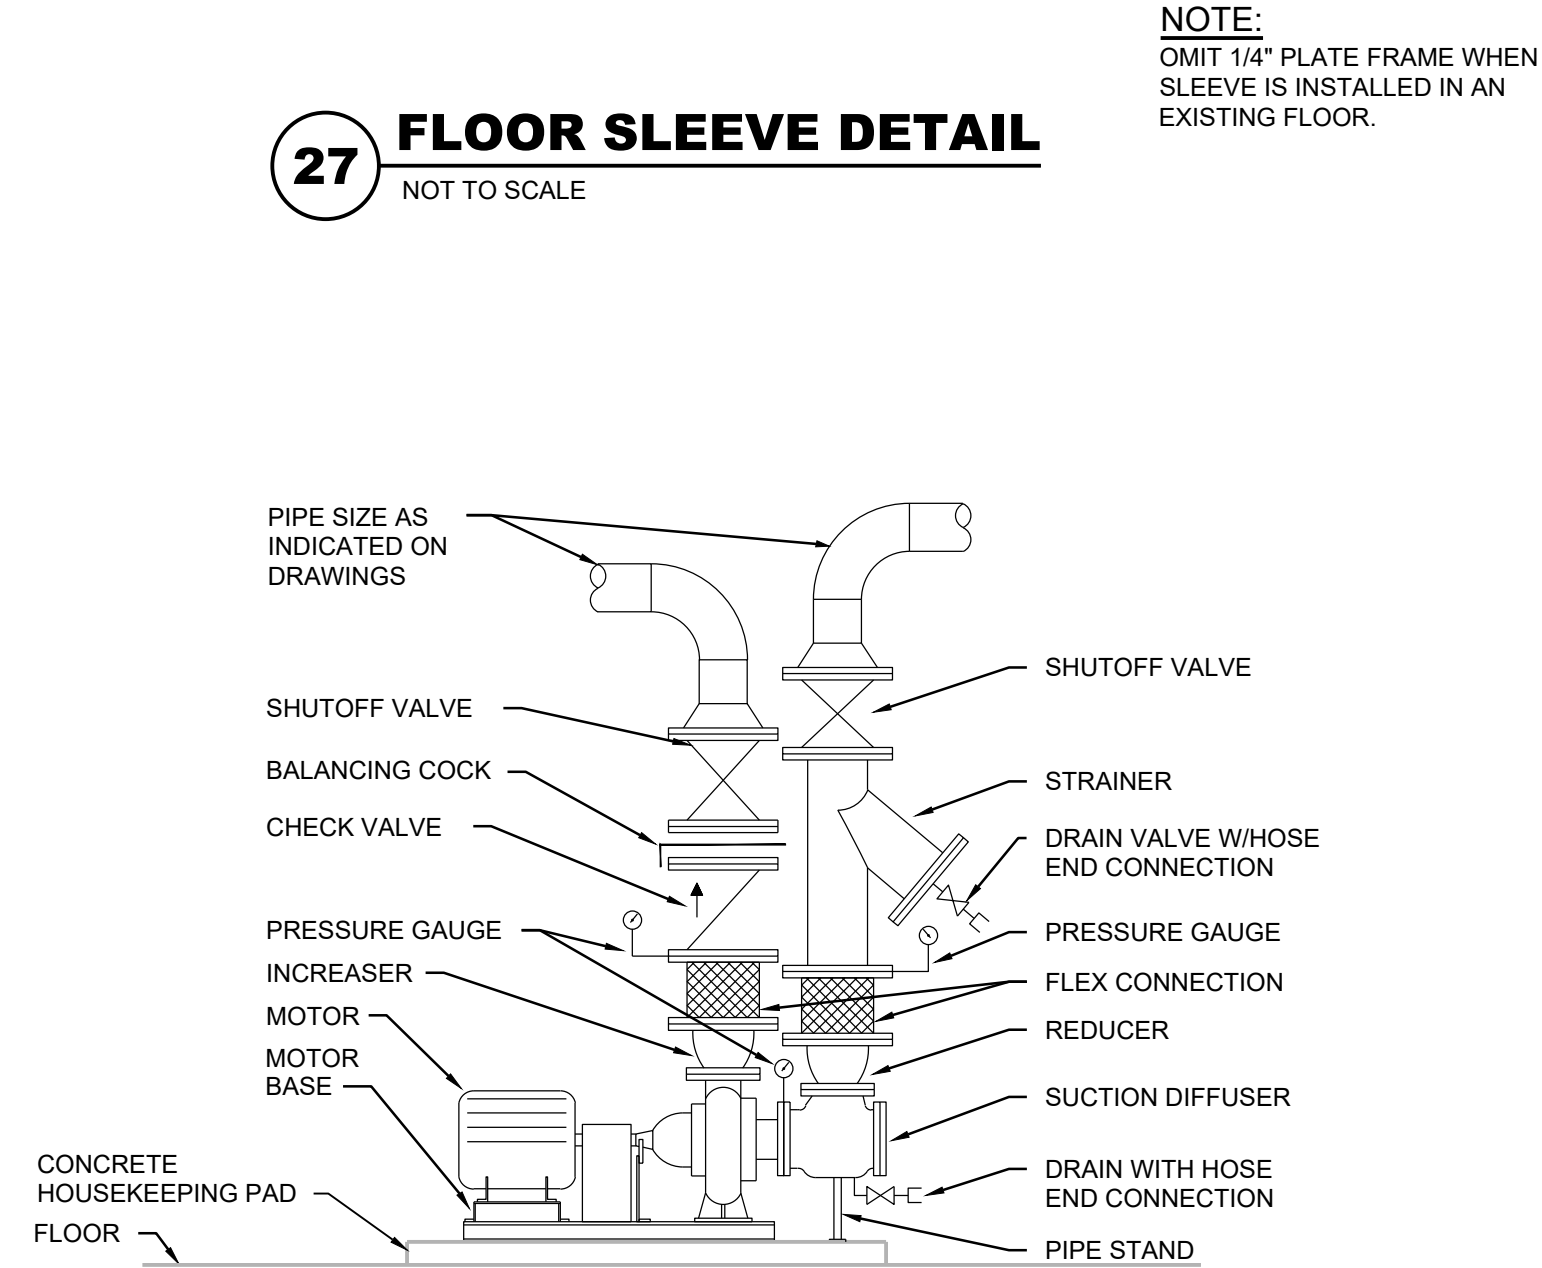 NOTE:
OMIT 1/4" PLATE FRAME WHEN
SLEEVE IS INSTALLED IN AN
EXISTING FLOOR.
27
FLOOR SLEEVE DETAIL
NOT TO SCALE
PIPE SIZE AS
INDICATED ON
DRAWINGS
SHUTOFF VALVE
BALANCING COCK
CHECK VALVE
PRESSURE GAUGE
INCREASER
MOTOR
MOTOR
BASE
CONCRETE
HOUSEKEEPING PAD
FLOOR
SHUTOFF VALVE
STRAINER
DRAIN VALVE W/HOSE
END CONNECTION
PRESSURE GAUGE
FLEX CONNECTION
REDUCER
SUCTION DIFFUSER
DRAIN WITH HOSE
END CONNECTION
PIPE STAND